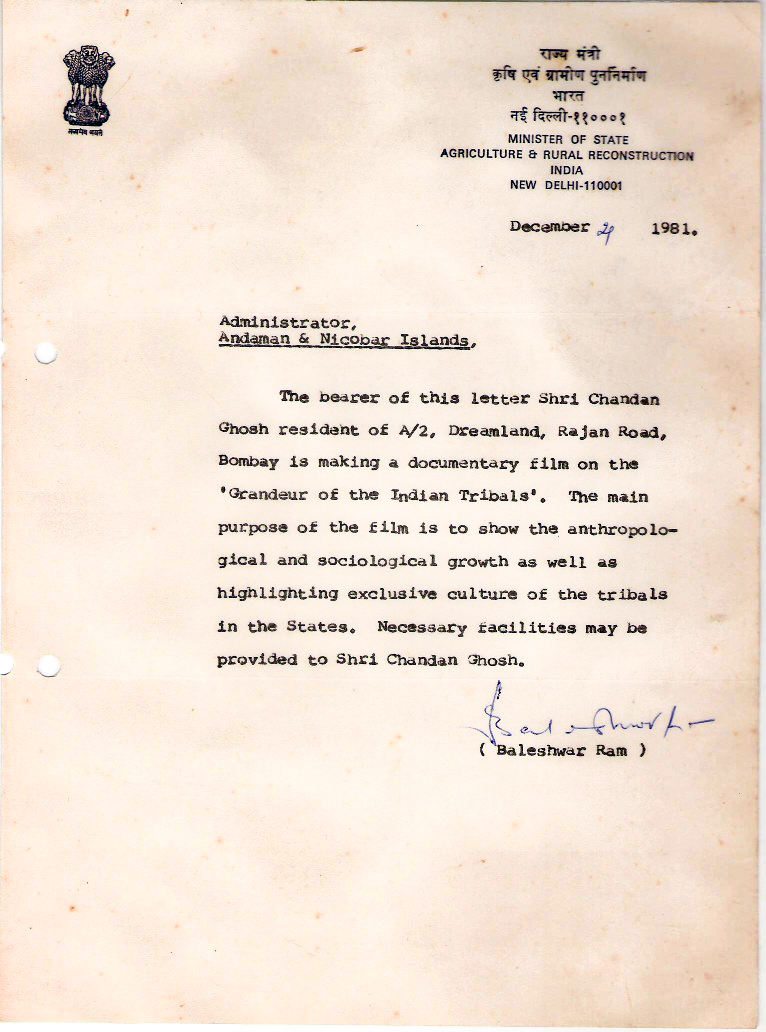 राज्य मंत्री
कृषि एवं ग्रामीण पुनर्निर्माण
भारत
नई दिल्ली-११०००१
MINISTER OF STATE
AGRICULTURE & RURAL RECONSTRUCTION
INDIA
NEW DELHI-110001
सत्यमेव जयते
December 1981.
Administrator,
Andaman & Nicobar Islands,
The bearer of this letter Shri Chandan
Ghosh resident of A/2, Dreamland, Rajan Road,
Bombay is making a documentary film on the
'Grandeur of the Indian Tribals'. The main
purpose of the film is to show the anthropolo-
gical and sociological growth as well as
highlighting exclusive culture of the tribals
in the States. Necessary facilities may be
provided to Shri Chandan Ghosh.
( Baleshwar Ram )